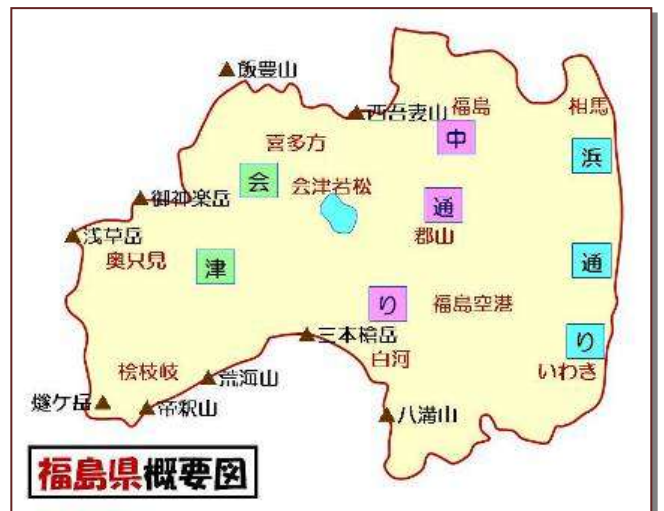 飯豊山
西吾妻山
福島
相馬
中
喜多方
浜
会
会津若松
御神楽岳
通
郡山
浅草岳
奥只見
津
通
り
福島空港
三本槍岳
り
白河
いわき
桧枝岐
荒海山
燧ケ岳
帝釈山
八溝山
福島県概要図